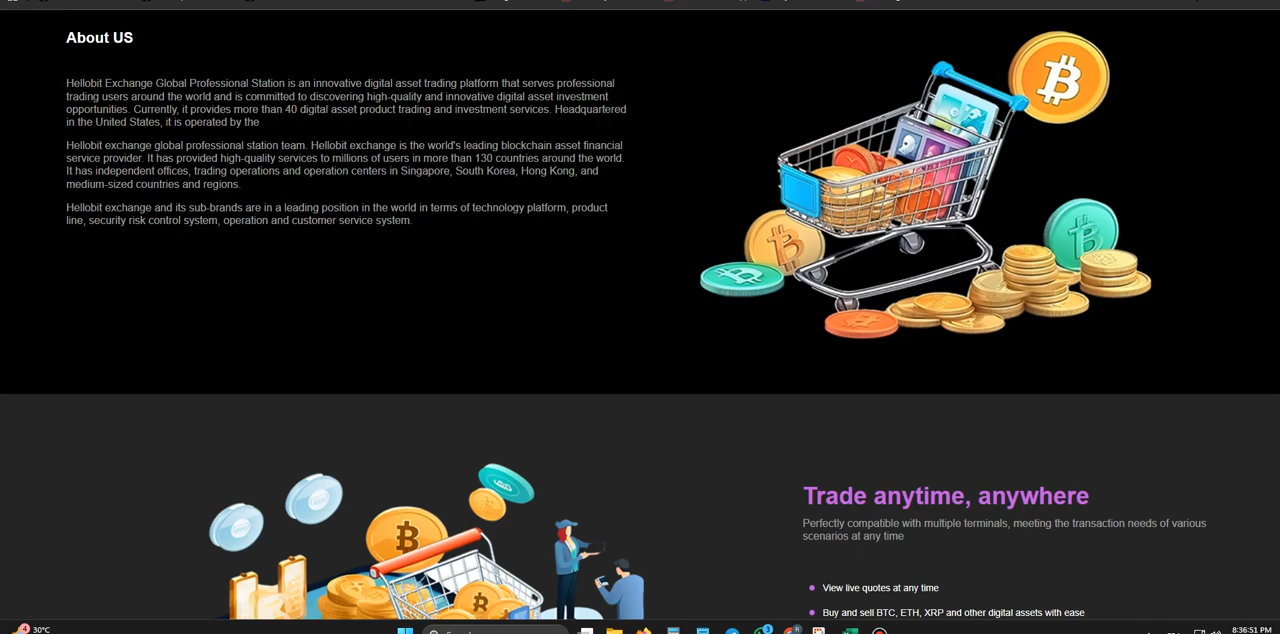 About US
Hellobit Exchange Global Professional Station is an innovative digital asset trading platform that serves professional
trading users around the world and is committed to discovering high-quality and innovative digital asset investment
opportunities. Currently, it provides more than 40 digital asset product trading and investment services. Headquartered
in the United States, it is operated by the
Hellobit exchange global professional station team. Hellobit exchange is the world's leading blockchain asset financial
service provider. It has provided high-quality services to millions of users in more than 130 countries around the world.
It has independent offices, trading operations and operation centers in Singapore, South Korea, Hong Kong, and
medium-sized countries and regions.
Hellobit exchange and its sub-brands are in a leading position in the world in terms of technology platform, product
line, security risk control system, operation and customer service system.
Trade anytime, anywhere
Perfectly compatible with multiple terminals, meeting the transaction needs of various
scenarios at any time
View live quotes at any time
Buy and sell BTC, ETH, XRP and other digital assets with ease
4
30°C
3
8:36:51 PM